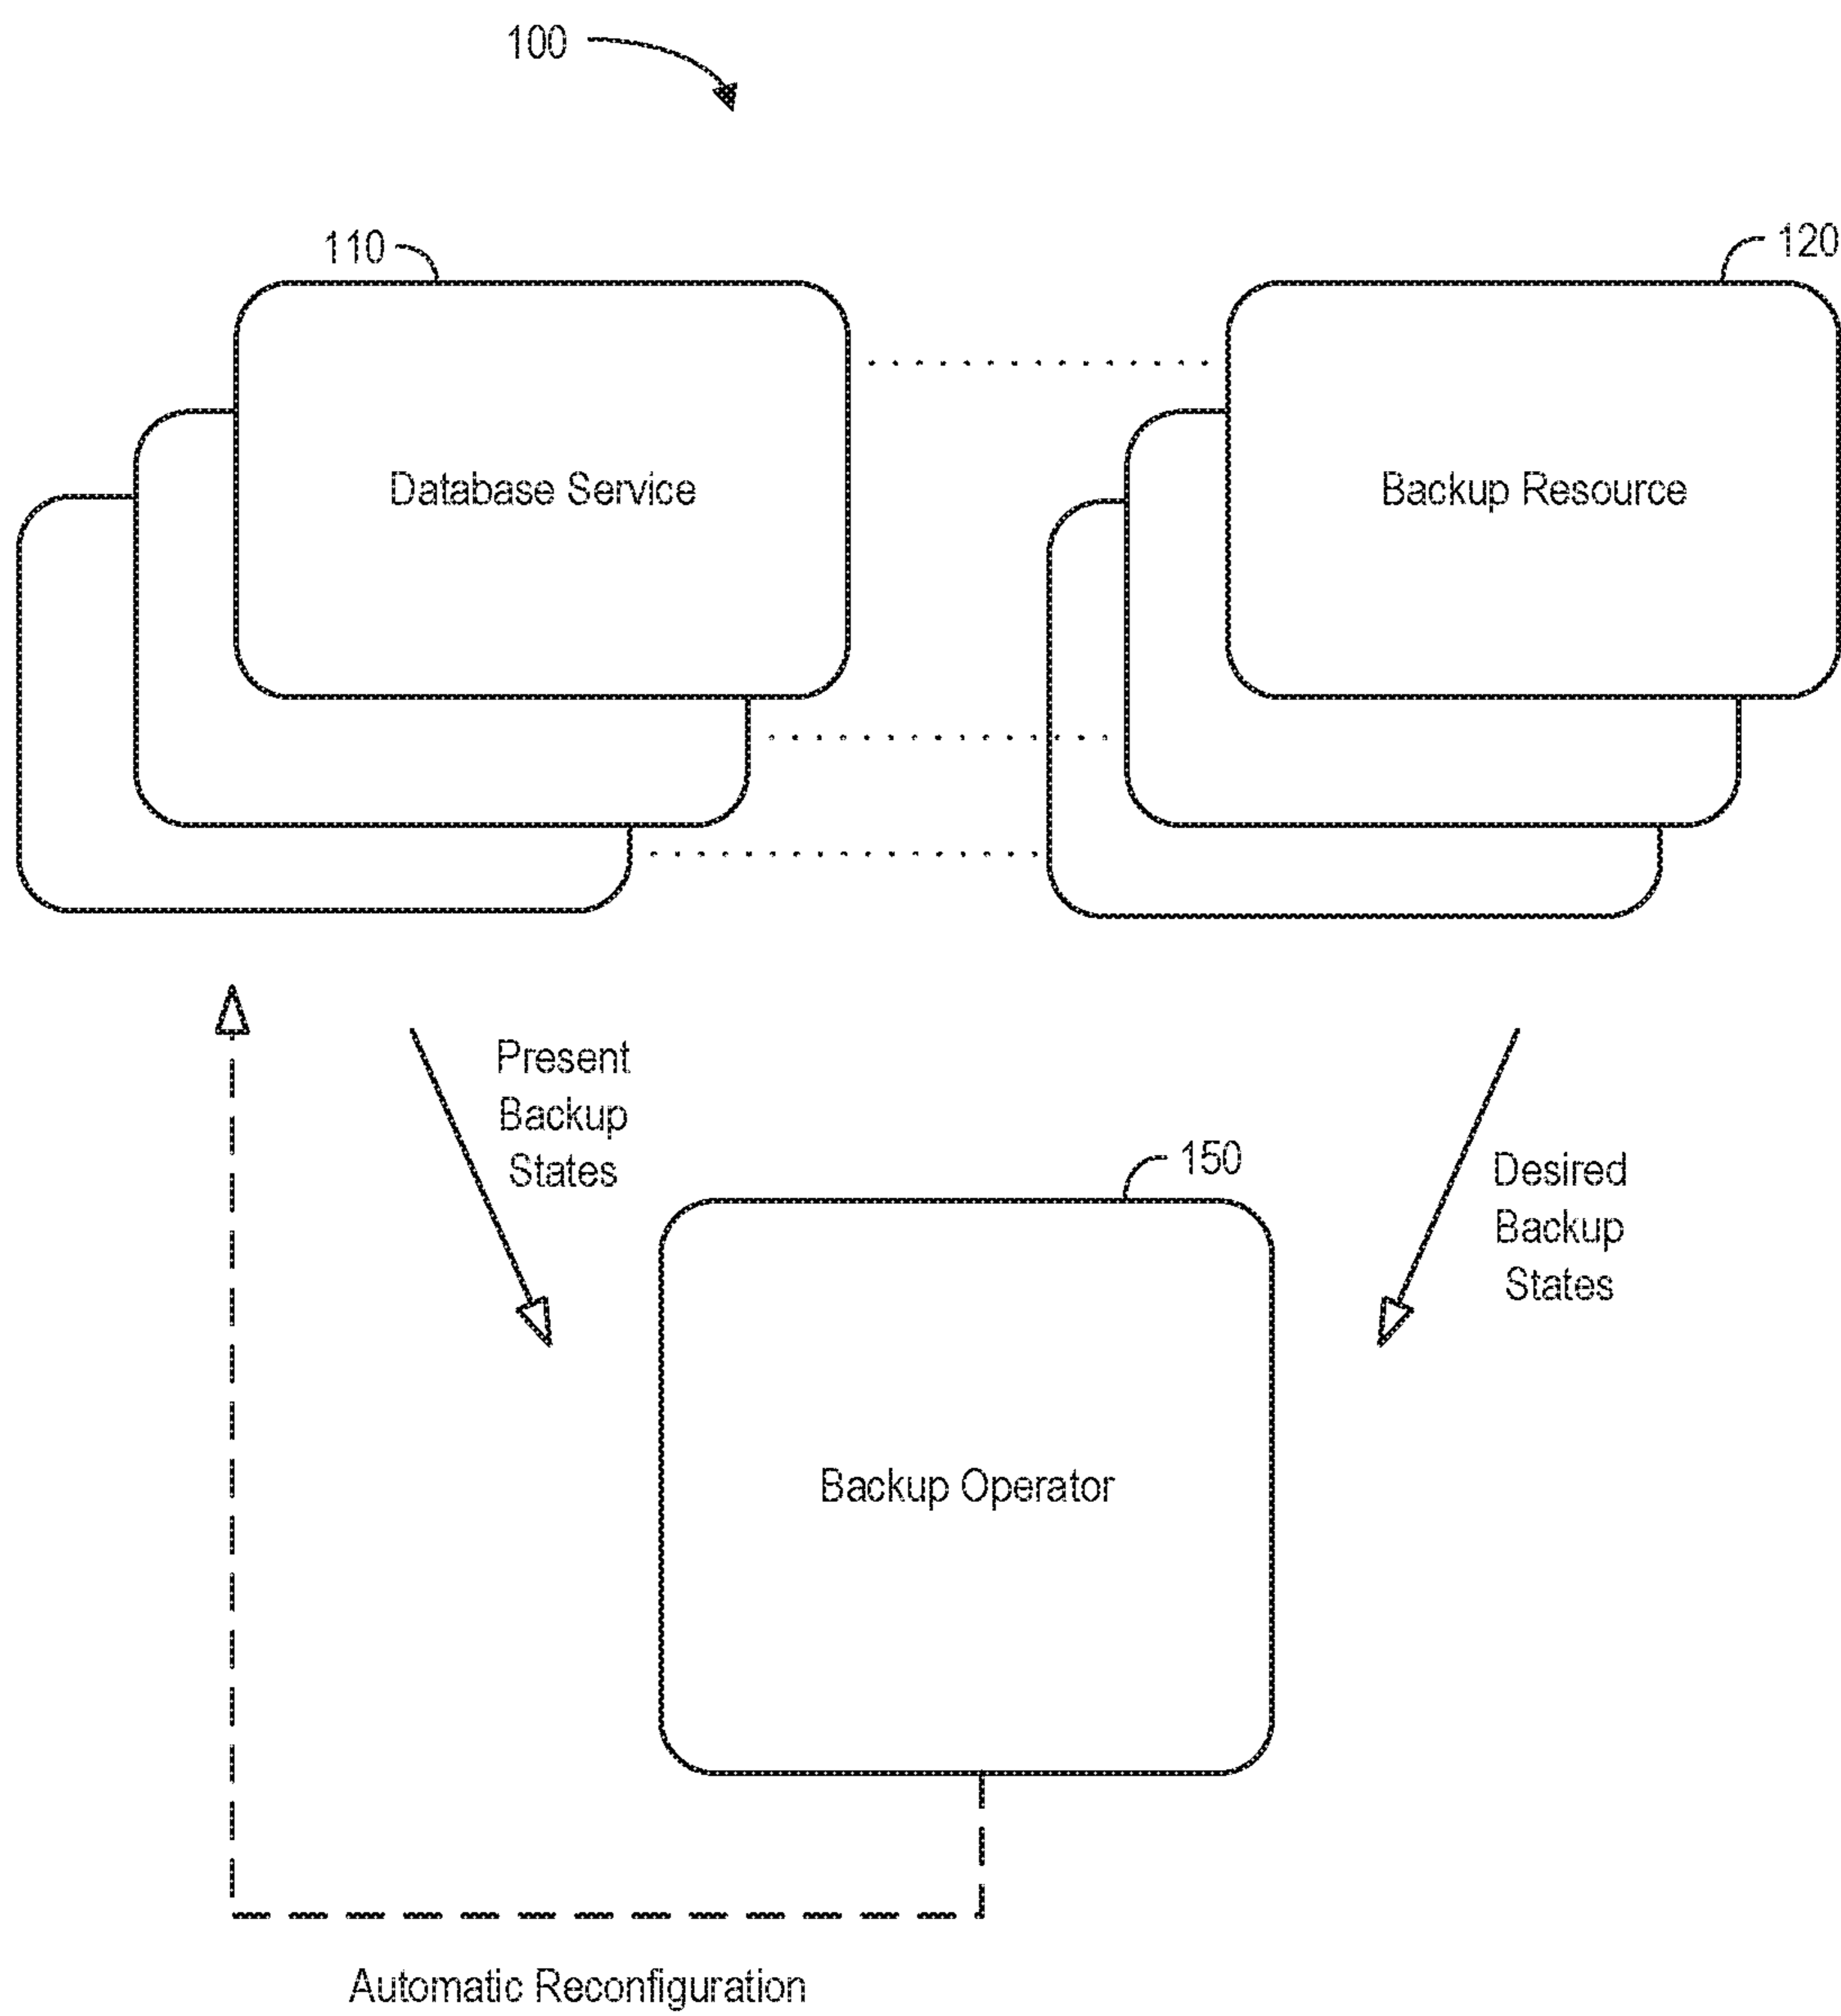 100
110
120
Database Service
Backup Resource
Present
Backup
States
150
Desired
Backup
States
Backup Operator
Automatic Reconfiguration